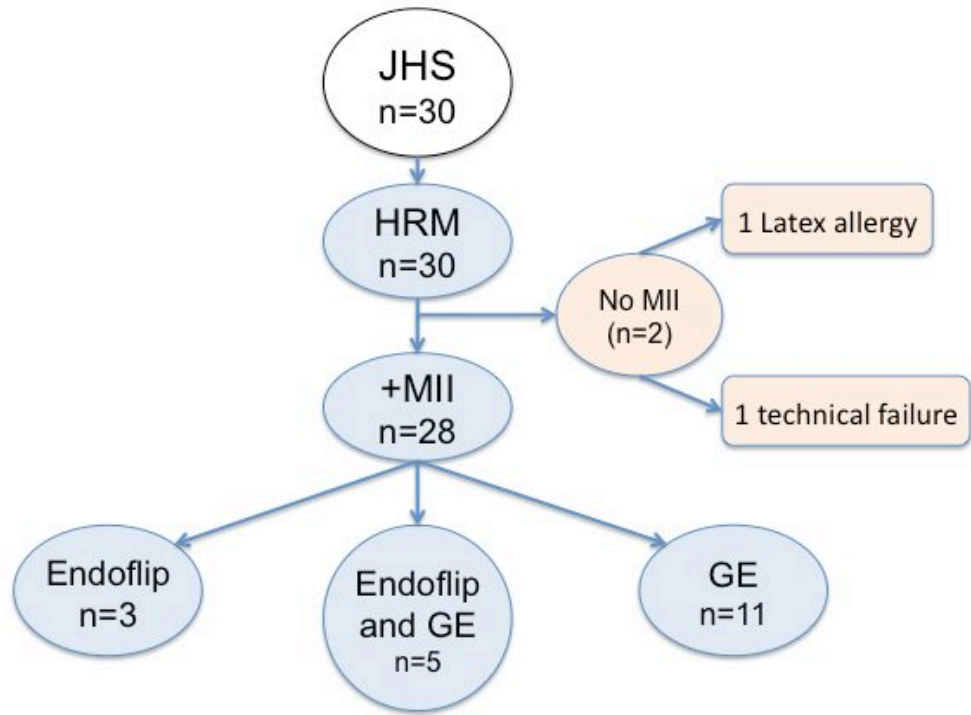 JHS
n=30
HRM
n=30
1 Latex allergy
No MII
(n=2)
+MII
n=28
1 technical failure
Endoflip
n=3
Endoflip
and GE
n=5
GE
n=11